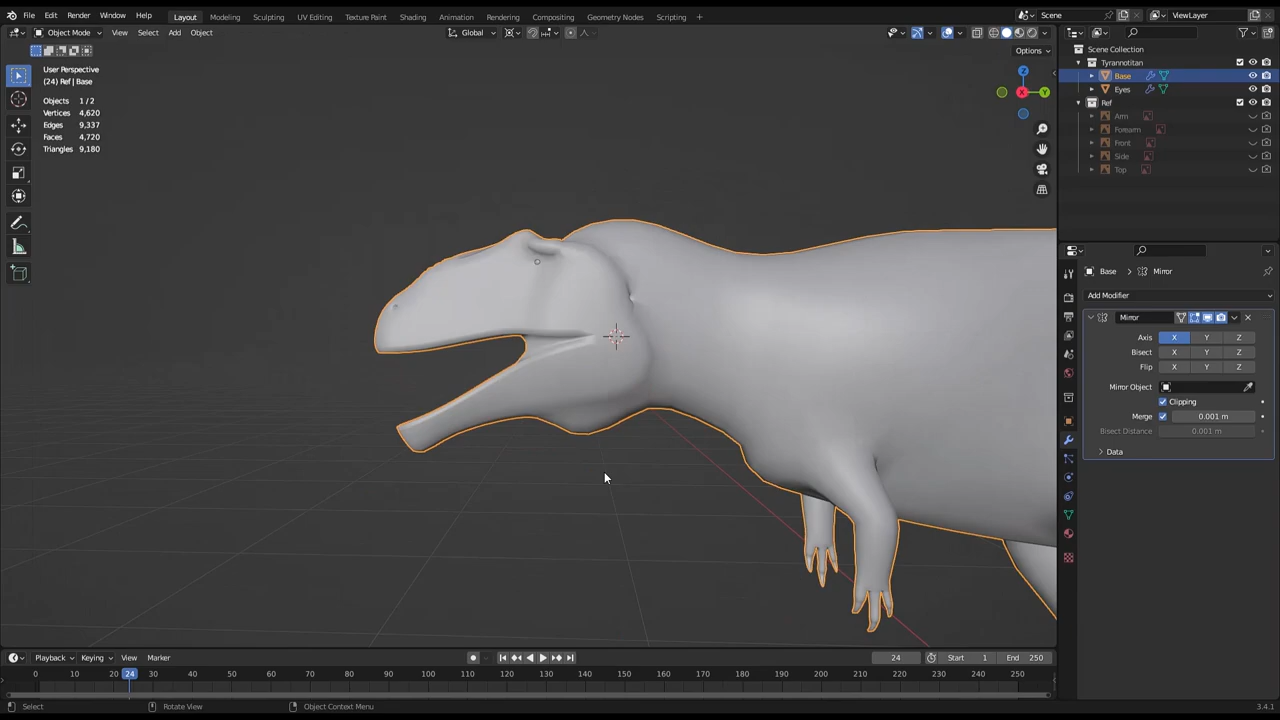 File Edit Render Window Help Layout Modeling Sculpting UV Editing Texture Paint Shading Animation Rendering Compositing Geometry Nodes Scripting + Scene ViewLayer
Object Mode View Select Add Object Global
Options
User Perspective
(24) Ref | Base
Objects 1 / 2
Vertices 4,620
Edges 9,337
Faces 4,720
Triangles 9,180
Z
X
Y
Scene Collection
Tyrannotitan
Base
Eyes
Ref
Arm
Forearm
Front
Side
Top
Base > Mirror
Add Modifier
Mirror
Axis X Y Z
Bisect X Y Z
Flip X Y Z
Mirror Object
Clipping
Merge 0.001 m
Bisect Distance 0.001 m
Data
Playback Keying View Marker 24 Start 1 End 250
0 10 20 24 30 40 50 60 70 80 90 100 110 120 130 140 150 160 170 180 190 200 210 220 230 240 250
Select Rotate View Object Context Menu 3.4.1